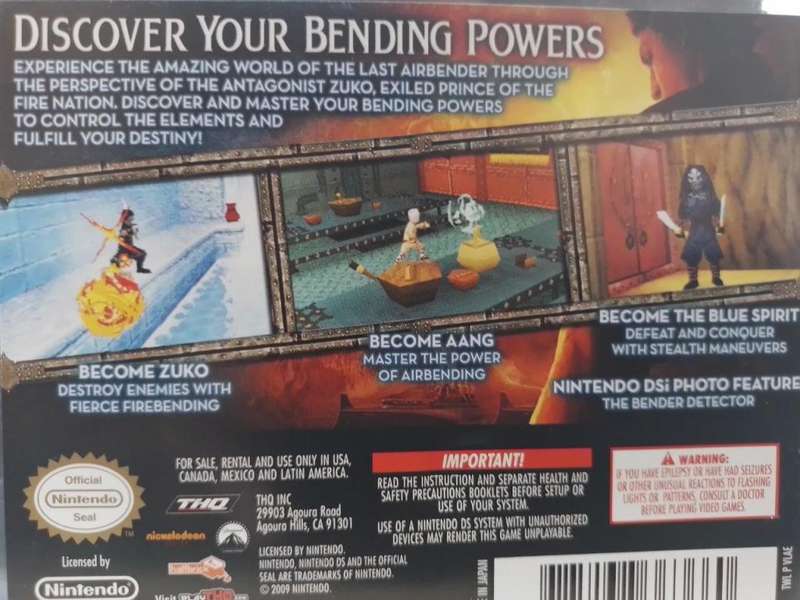 DISCOVER YOUR BENDING POWERS
EXPERIENCE THE AMAZING WORLD OF THE LAST AIRBENDER THROUGH
THE PERSPECTIVE OF THE ANTAGONIST ZUKO, EXILED PRINCE OF THE
FIRE NATION. DISCOVER AND MASTER YOUR BENDING POWERS
TO CONTROL THE ELEMENTS AND
FULFILL YOUR DESTINY!
BECOME ZUKO
DESTROY ENEMIES WITH
FIERCE FIREBENDING
BECOME AANG
MASTER THE POWER
OF AIRBENDING
BECOME THE BLUE SPIRIT
DEFEAT AND CONQUER
WITH STEALTH MANEUVERS
NINTENDO DSi PHOTO FEATURE
THE BENDER DETECTOR
Official
Nintendo
Seal
TM
Licensed by
Nintendo
FOR SALE, RENTAL AND USE ONLY IN USA,
CANADA, MEXICO AND LATIN AMERICA.
THQ
nickelodeon
THQ INC
29903 Agoura Road
Agoura Hills, CA 91301
halfbrick
Visit PLAY THQ
LICENSED BY NINTENDO.
NINTENDO, NINTENDO DS AND THE OFFICIAL
SEAL ARE TRADEMARKS OF NINTENDO.
© 2009 NINTENDO.
IMPORTANT!
READ THE INSTRUCTION AND SEPARATE HEALTH AND
SAFETY PRECAUTIONS BOOKLETS BEFORE SETUP OR
USE OF YOUR SYSTEM.
USE OF A NINTENDO DS SYSTEM WITH UNAUTHORIZED
DEVICES MAY RENDER THIS GAME UNPLAYABLE.
WARNING:
IF YOU HAVE EPILEPSY OR HAVE HAD SEIZURES
OR OTHER UNUSUAL REACTIONS TO FLASHING
LIGHTS OR PATTERNS, CONSULT A DOCTOR
BEFORE PLAYING VIDEO GAMES.
IN JAPAN
TWL P VLAE